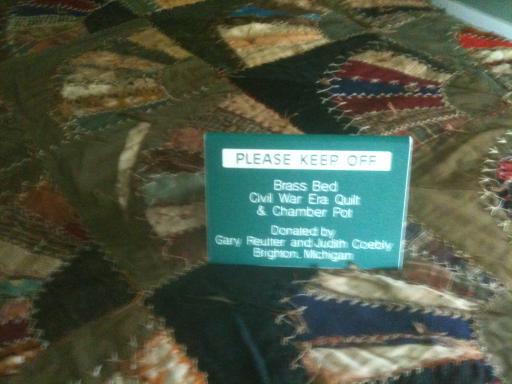 PLEASE KEEP OFF
Brass Bed
Civil War Era Quilt
& Chamber Pot
Donated by
Gary Reutter and Judith Coebly
Brighton, Michigan